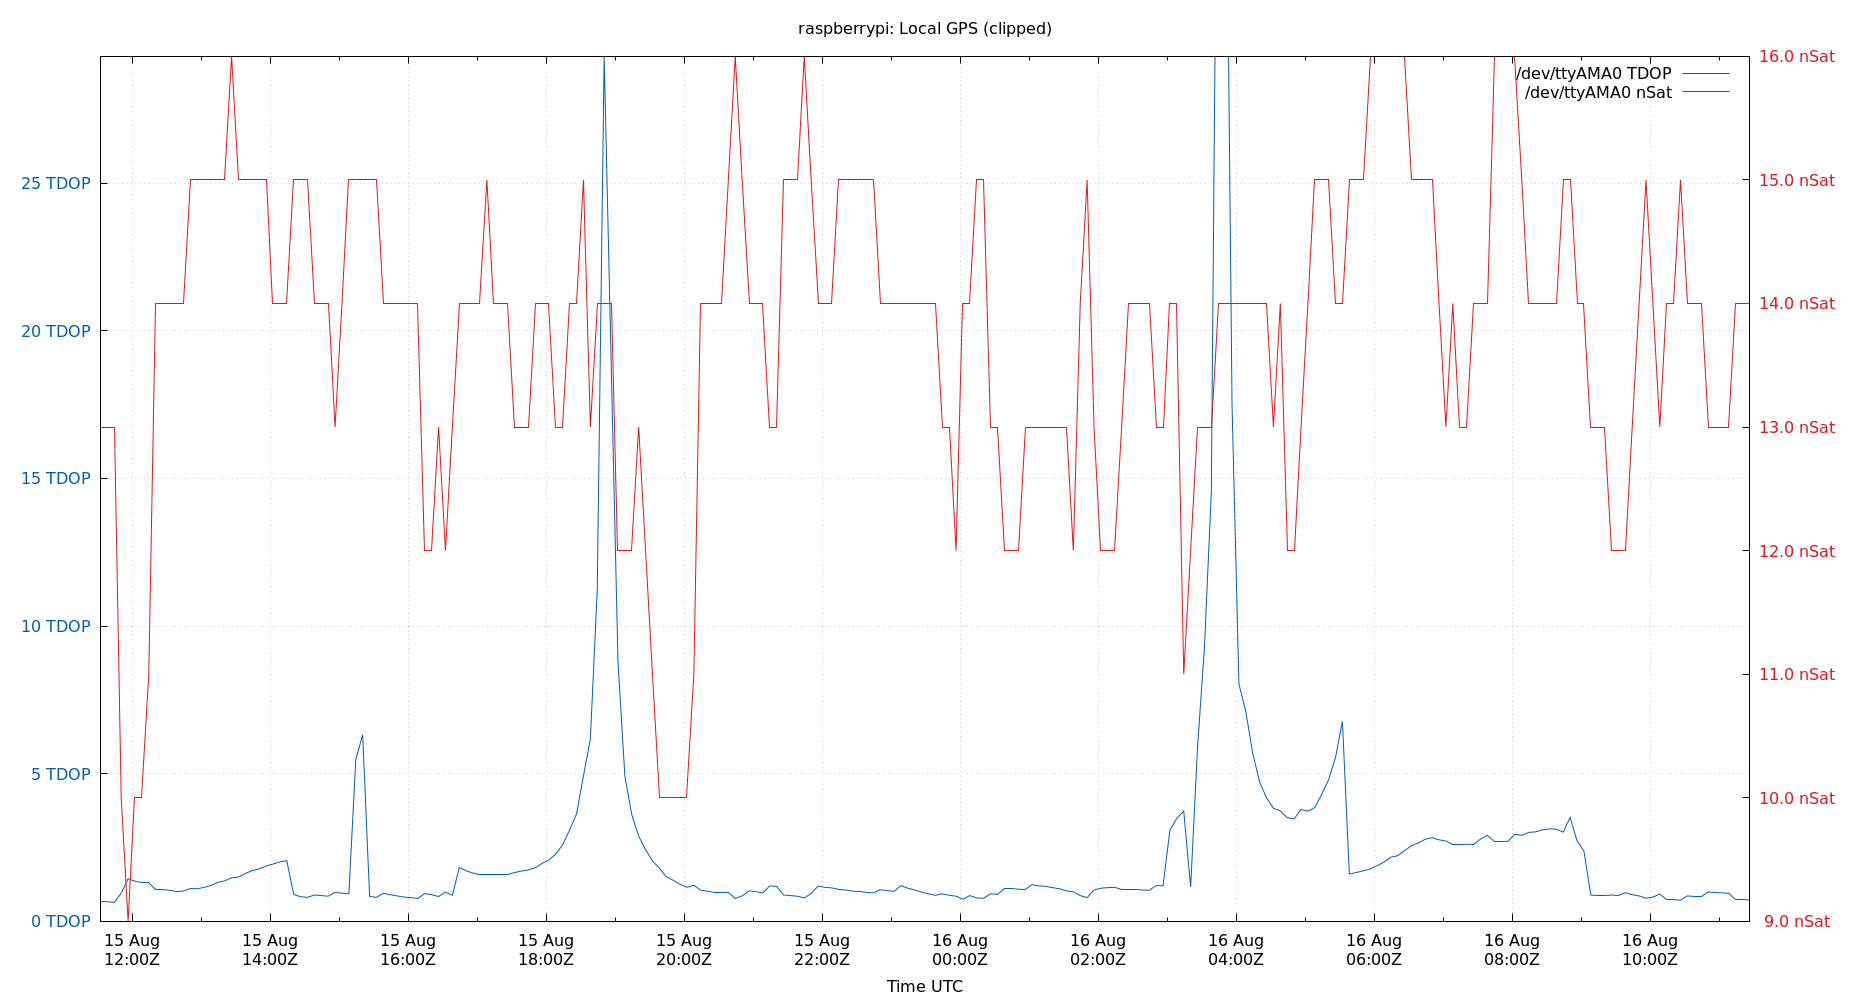 raspberrypi: Local GPS (clipped)
16.0 nSat
/dev/ttyAMA0 TDOP
/dev/ttyAMA0 nSat
25 TDOP
15.0 nSat
14.0 nSat
20 TDOP
13.0 nSat
15 TDOP
12.0 nSat
10 TDOP
11.0 nSat
5 TDOP
10.0 nSat
0 TDOP
9.0 nSat
15 Aug 15 Aug 15 Aug 15 Aug 15 Aug 15 Aug 16 Aug 16 Aug 16 Aug 16 Aug 16 Aug 16 Aug
12:00Z 14:00Z 16:00Z 18:00Z 20:00Z 22:00Z 00:00Z 02:00Z 04:00Z 06:00Z 08:00Z 10:00Z
Time UTC